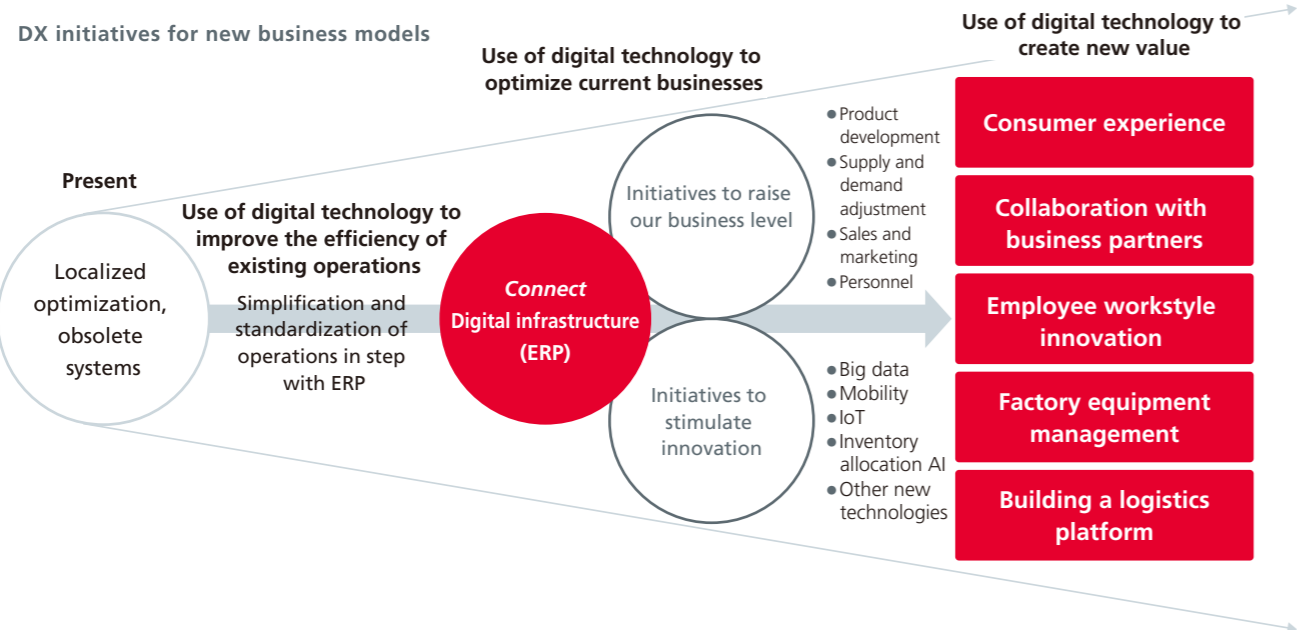 DX initiatives for new business models
Present
Localized
optimization,
obsolete
systems
Use of digital technology to
improve the efficiency of
existing operations
Simplification and
standardization of
operations in step
with ERP
Connect
Digital infrastructure
(ERP)
Use of digital technology to
optimize current businesses
Initiatives to raise
our business level
● Product
development
● Supply and
demand
adjustment
● Sales and
marketing
● Personnel
Initiatives to
stimulate
innovation
● Big data
● Mobility
● IoT
● Inventory
allocation AI
● Other new
technologies
Use of digital technology to
create new value
Consumer experience
Collaboration with
business partners
Employee workstyle
innovation
Factory equipment
management
Building a logistics
platform